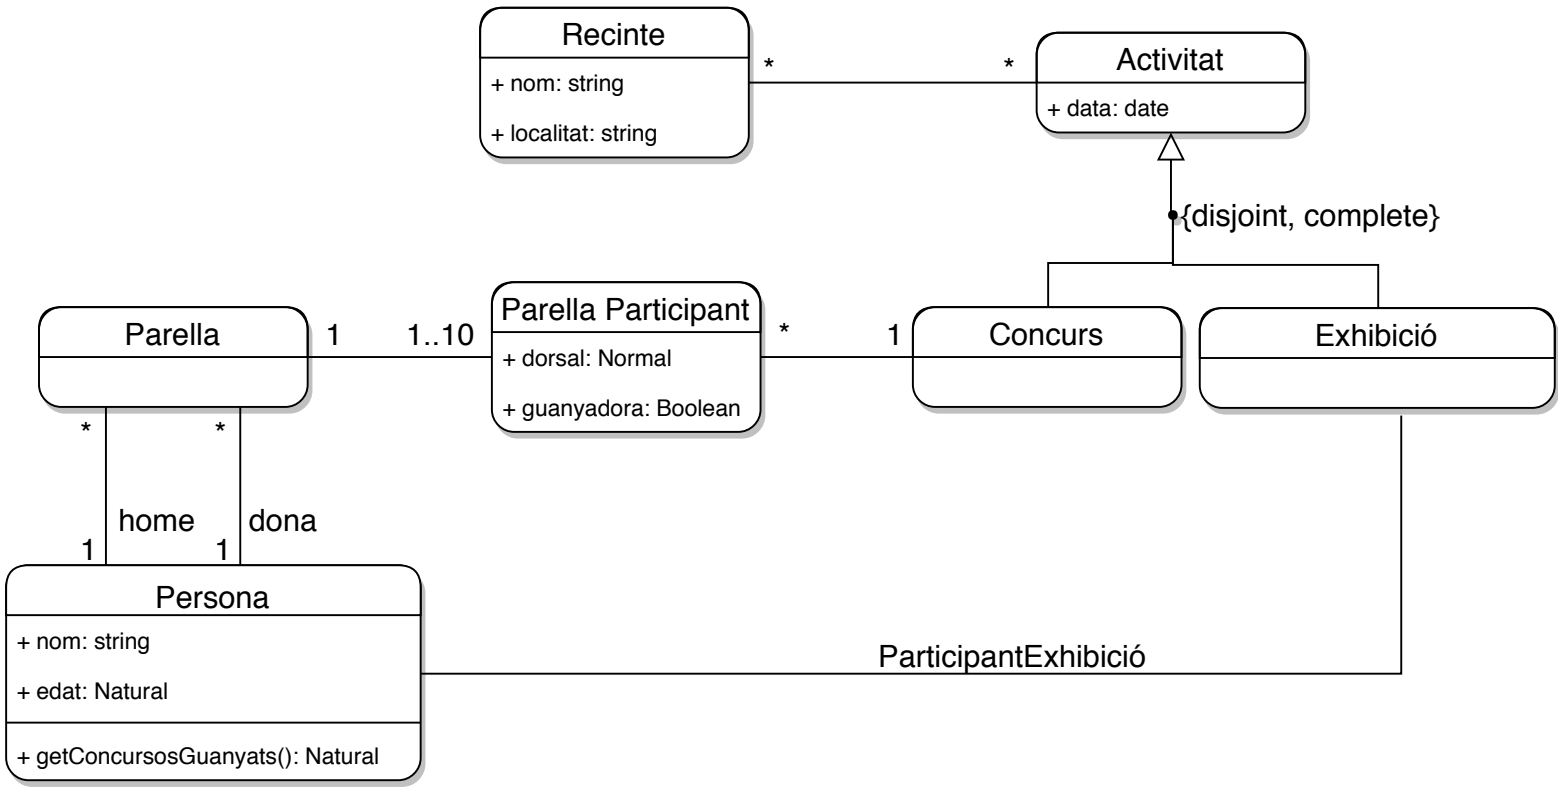 Recinte
+ nom: string
+ localitat: string
*
*
Activitat
+ data: date
{disjoint, complete}
Parella
1
1..10
Parella Participant
+ dorsal: Normal
+ guanyadora: Boolean
*
1
Concurs
Exhibició
*
*
home
dona
1
1
Persona
+ nom: string
+ edat: Natural
+ getConcursosGuanyats(): Natural
ParticipantExhibició